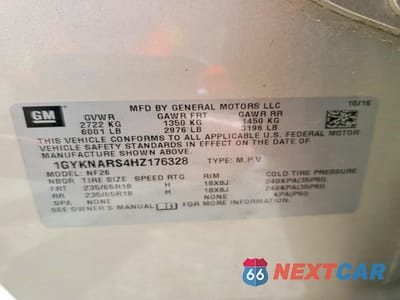 MFD BY GENERAL MOTORS LLC
10/16
GM
GVWR GAWR FRT GAWR RR
2722 KG 1350 KG 1450 KG
6001 LB 2976 LB 3196 LB
THIS VEHICLE CONFORMS TO ALL APPLICABLE U.S. FEDERAL MOTOR
VEHICLE SAFETY STANDARDS IN EFFECT ON THE DATE OF
MANUFACTURE SHOWN ABOVE.
1GYKNARS4HZ176328 TYPE: M.P.V.
MODEL: NF26
NBGR TIRE SIZE SPEED RTG RIM COLD TIRE PRESSURE
FRT 235/65R18 H 18X8J 240KPA(35PSI)
RR 235/65R18 H 18X8J 240KPA(35PSI)
SPA NONE NONE KPA(PSI)
SEE OWNER'S MANUAL
66 NEXTCAR